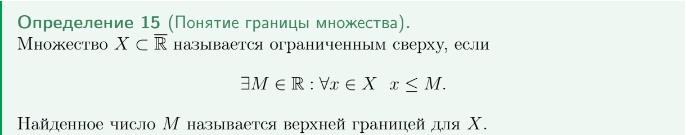 Определение 15 (Понятие границы множества).
Множество X ⊂ ℝ̅ называется ограниченным сверху, если
∃M ∈ ℝ : ∀x ∈ X x ≤ M.
Найденное число M называется верхней границей для X.